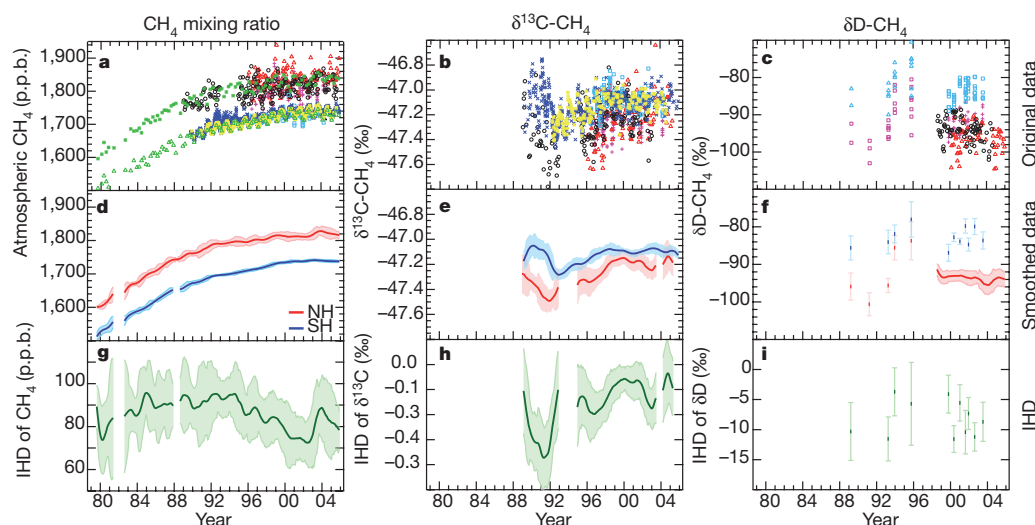 CH₄ mixing ratio
δ¹³C-CH₄
δD-CH₄
a
1,900
1,800
1,700
1,600
Atmospheric CH₄ (p.p.b.)
b
−46.8
−47.0
−47.2
−47.4
−47.6
δ¹³C-CH₄ (‰)
c
−80
−90
−100
δD-CH₄ (‰)
Original data
d
1,900
1,800
1,700
1,600
NH
SH
e
−46.8
−47.0
−47.2
−47.4
−47.6
f
−80
−90
−100
Smoothed data
g
100
80
60
IHD of CH₄ (p.p.b.)
h
0.0
−0.1
−0.3
−0.4
−0.3
IHD of δ¹³C (‰)
i
0
−5
−10
−15
IHD of δD (‰)
IHD
80 84 88 92 96 00 04
80 84 88 92 96 00 04
80 84 88 92 96 00 04
Year
Year
Year